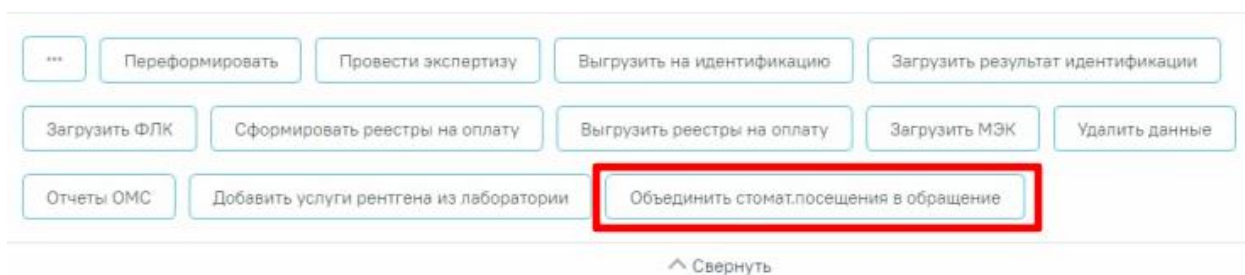 ... Переформировать Провести экспертизу Выгрузить на идентификацию Загрузить результат идентификации
Загрузить ФЛК Сформировать реестры на оплату Выгрузить реестры на оплату Загрузить МЭК Удалить данные
Отчеты ОМС Добавить услуги рентгена из лаборатории Объединить стомат.посещения в обращение
Свернуть